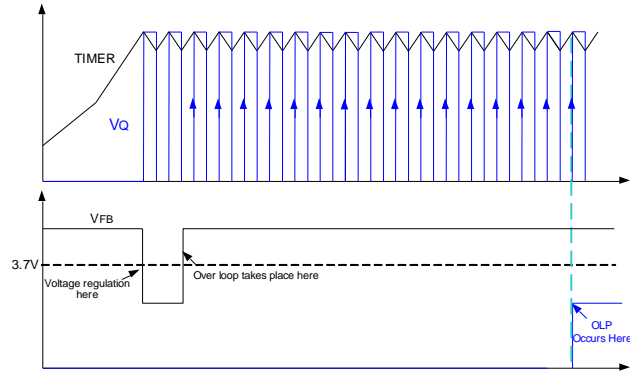 TIMER
VQ
VFB
3.7V
Voltage regulation
here
Over loop takes place here
OLP
Occurs Here